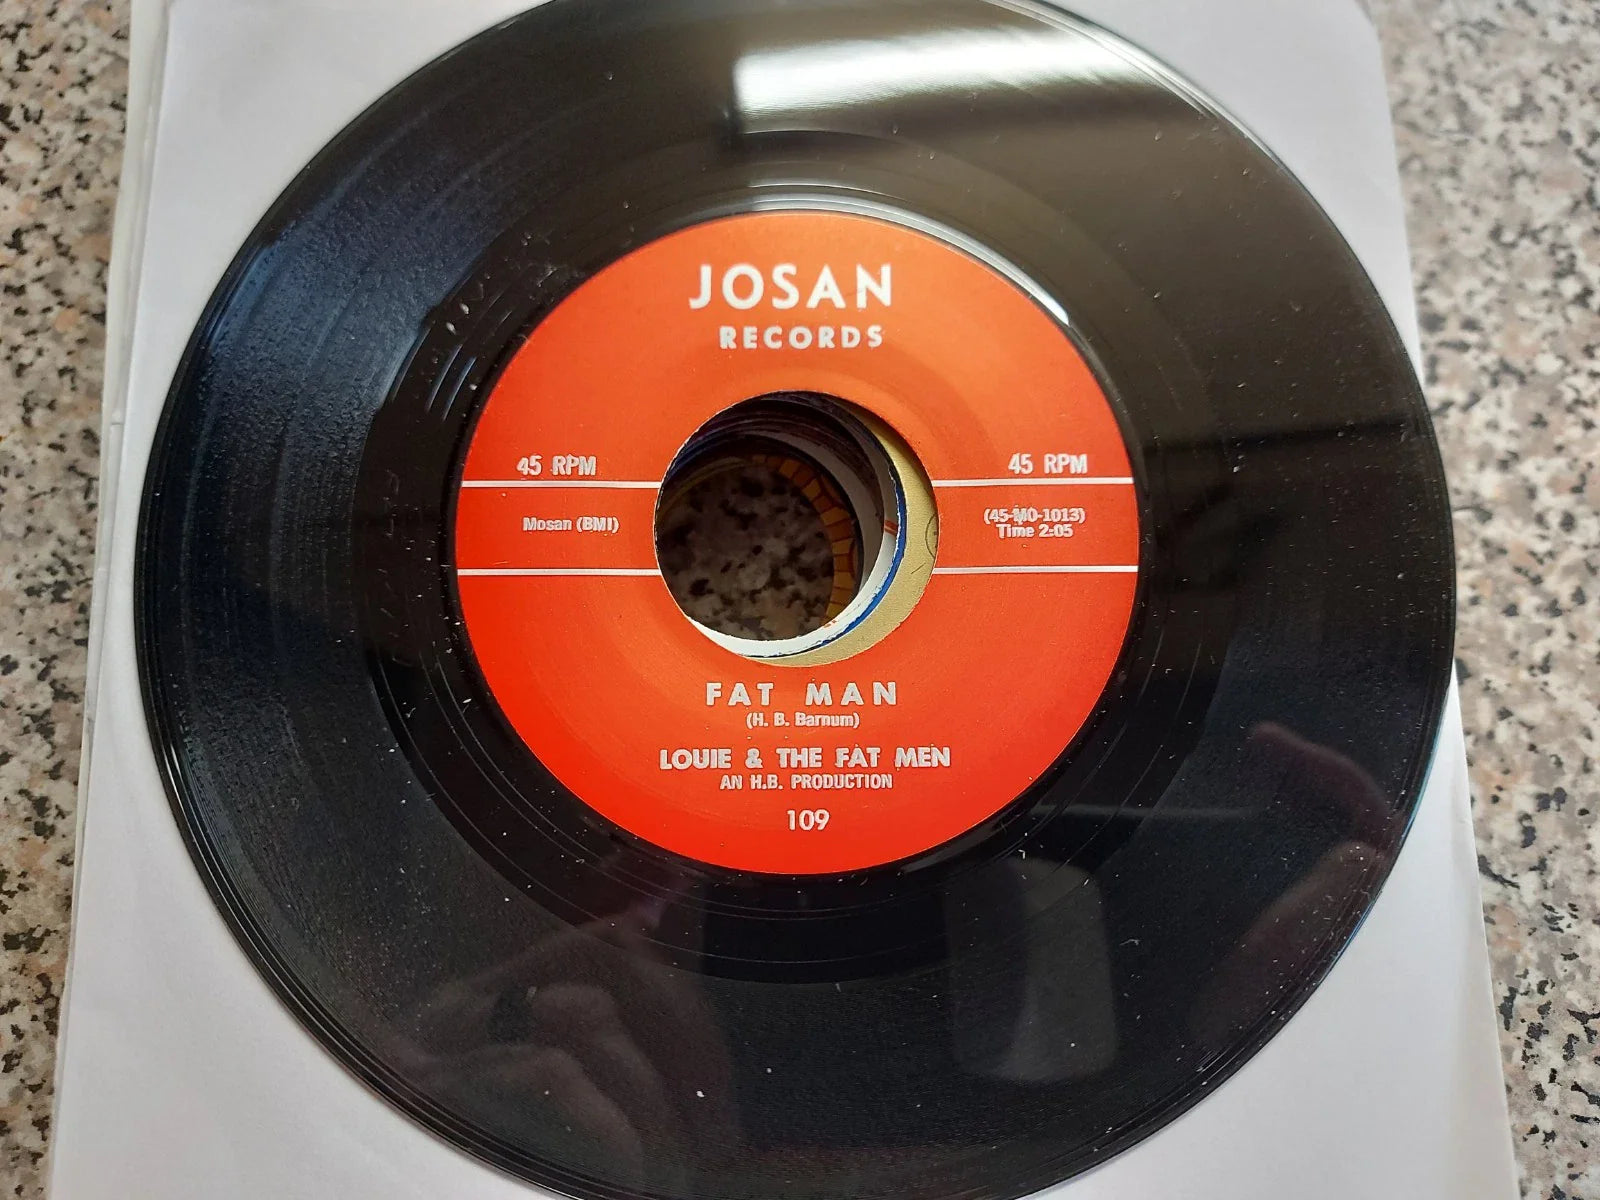 JOSAN
RECORDS
45 RPM
45 RPM
Mosan (BMI)
(45-MO-1013)
Time 2:05
FAT MAN
(H. B. Barnum)
LOUIE & THE FAT MEN
AN H.B. PRODUCTION
109